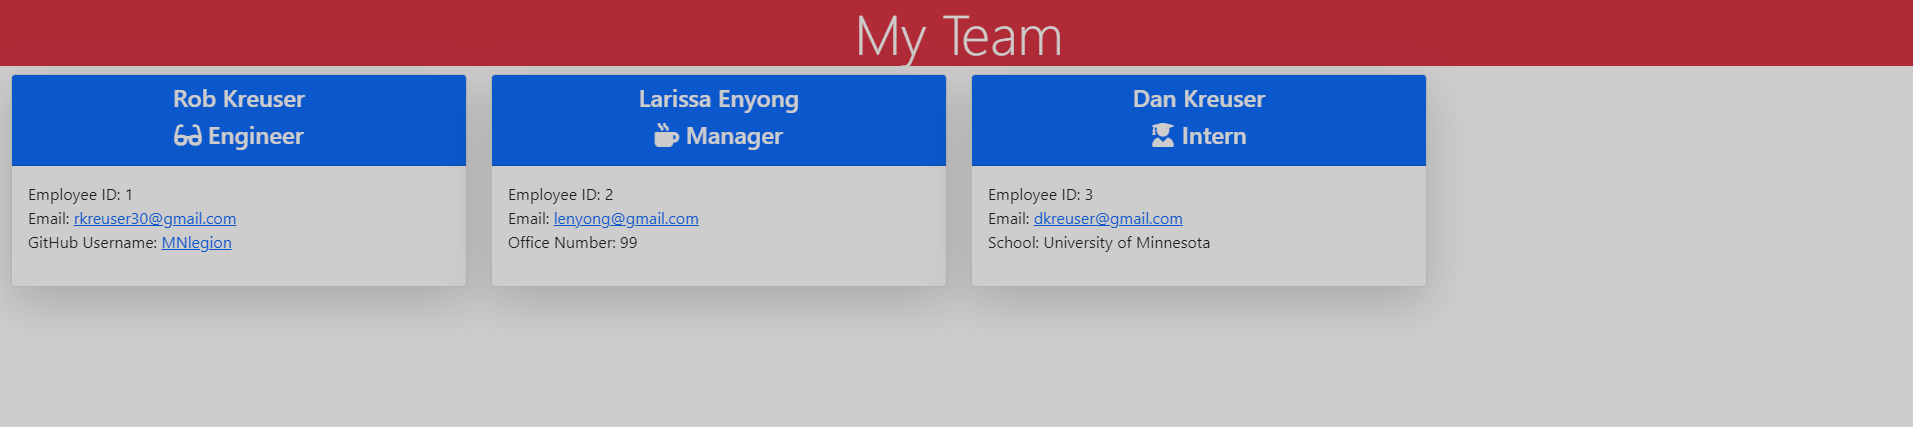 My Team
Rob Kreuser
Engineer
Employee ID: 1
Email: rkreuser30@gmail.com
GitHub Username: MNlegion
Larissa Enyong
Manager
Employee ID: 2
Email: lenyong@gmail.com
Office Number: 99
Dan Kreuser
Intern
Employee ID: 3
Email: dkreuser@gmail.com
School: University of Minnesota